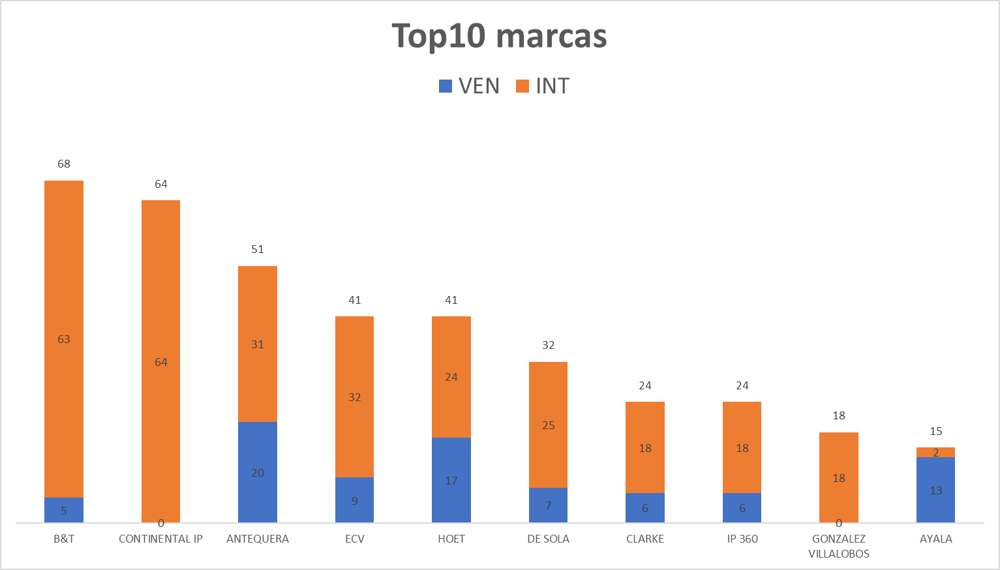 Top10 marcas
VEN INT
68
64
51
41
41
32
24
24
18
15
63
64
31
32
24
25
18
18
18
2
5
0
20
9
17
7
6
6
0
13
B&T
CONTINENTAL IP
ANTEQUERA
ECV
HOET
DE SOLA
CLARKE
IP 360
GONZALEZ
VILLALOBOS
AYALA